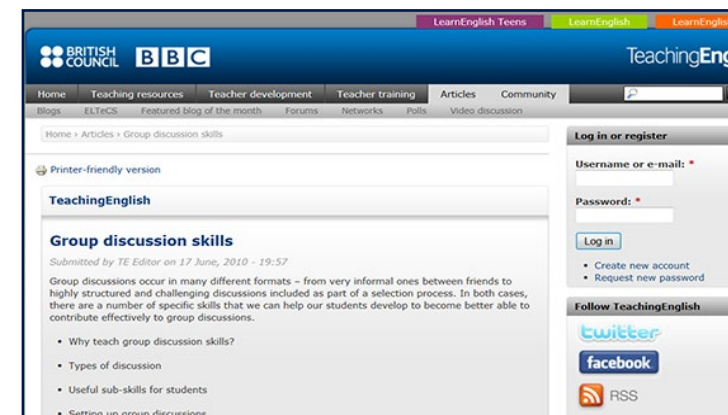 LearnEnglish Teens LearnEnglish
BRITISH COUNCIL BBC
Home Teaching resources Teacher development Teacher training Articles Community
Blogs ELTeCS Featured blog of the month Forums Networks Polls Video discussion
Home › Articles › Group discussion skills
Printer-friendly version
TeachingEnglish
Group discussion skills
Submitted by TE Editor on 17 June, 2010 - 19:57
Group discussions occur in many different formats – from very informal ones between friends to
highly structured and challenging discussions included as part of a selection process. In both cases,
there are a number of specific skills that we can help our students develop to become better able to
contribute effectively to group discussions.
• Why teach group discussion skills?
• Types of discussion
• Useful sub-skills for students
• Setting up group discussions
Log in or register
Username or e-mail: *
Password: *
Log in
• Create new account
• Request new password
Follow TeachingEnglish
twitter
facebook
RSS